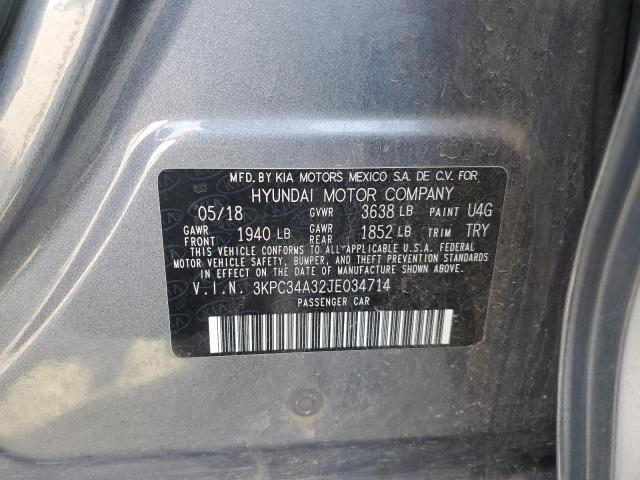 MFD. BY KIA MOTORS MEXICO S.A. DE C.V. FOR
HYUNDAI MOTOR COMPANY
05/18 GVWR 3638 LB PAINT U4G
GAWR FRONT 1940 LB GAWR REAR 1852 LB TRIM TRY
THIS VEHICLE CONFORMS TO ALL APPLICABLE U.S.A. FEDERAL
MOTOR VEHICLE SAFETY, BUMPER, AND THEFT PREVENTION STANDARDS
IN EFFECT ON THE DATE OF MANUFACTURE SHOWN ABOVE.
V.I.N. 3KPC34A32JE034714
PASSENGER CAR